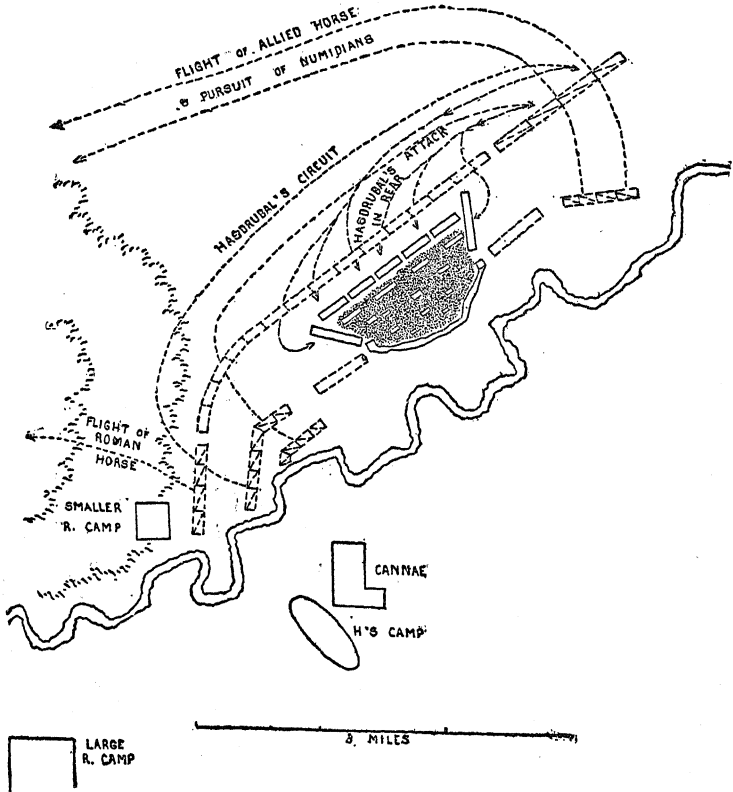 FLIGHT OF ALLIED HORSE
& PURSUIT OF NUMIDIANS
HASDRUBAL'S CIRCUIT
HASDRUBAL'S ATTACK
IN REAR
FLIGHT OF
ROMAN
HORSE
SMALLER
R. CAMP
CANNAE
H'S CAMP
3. MILES
LARGE
R. CAMP